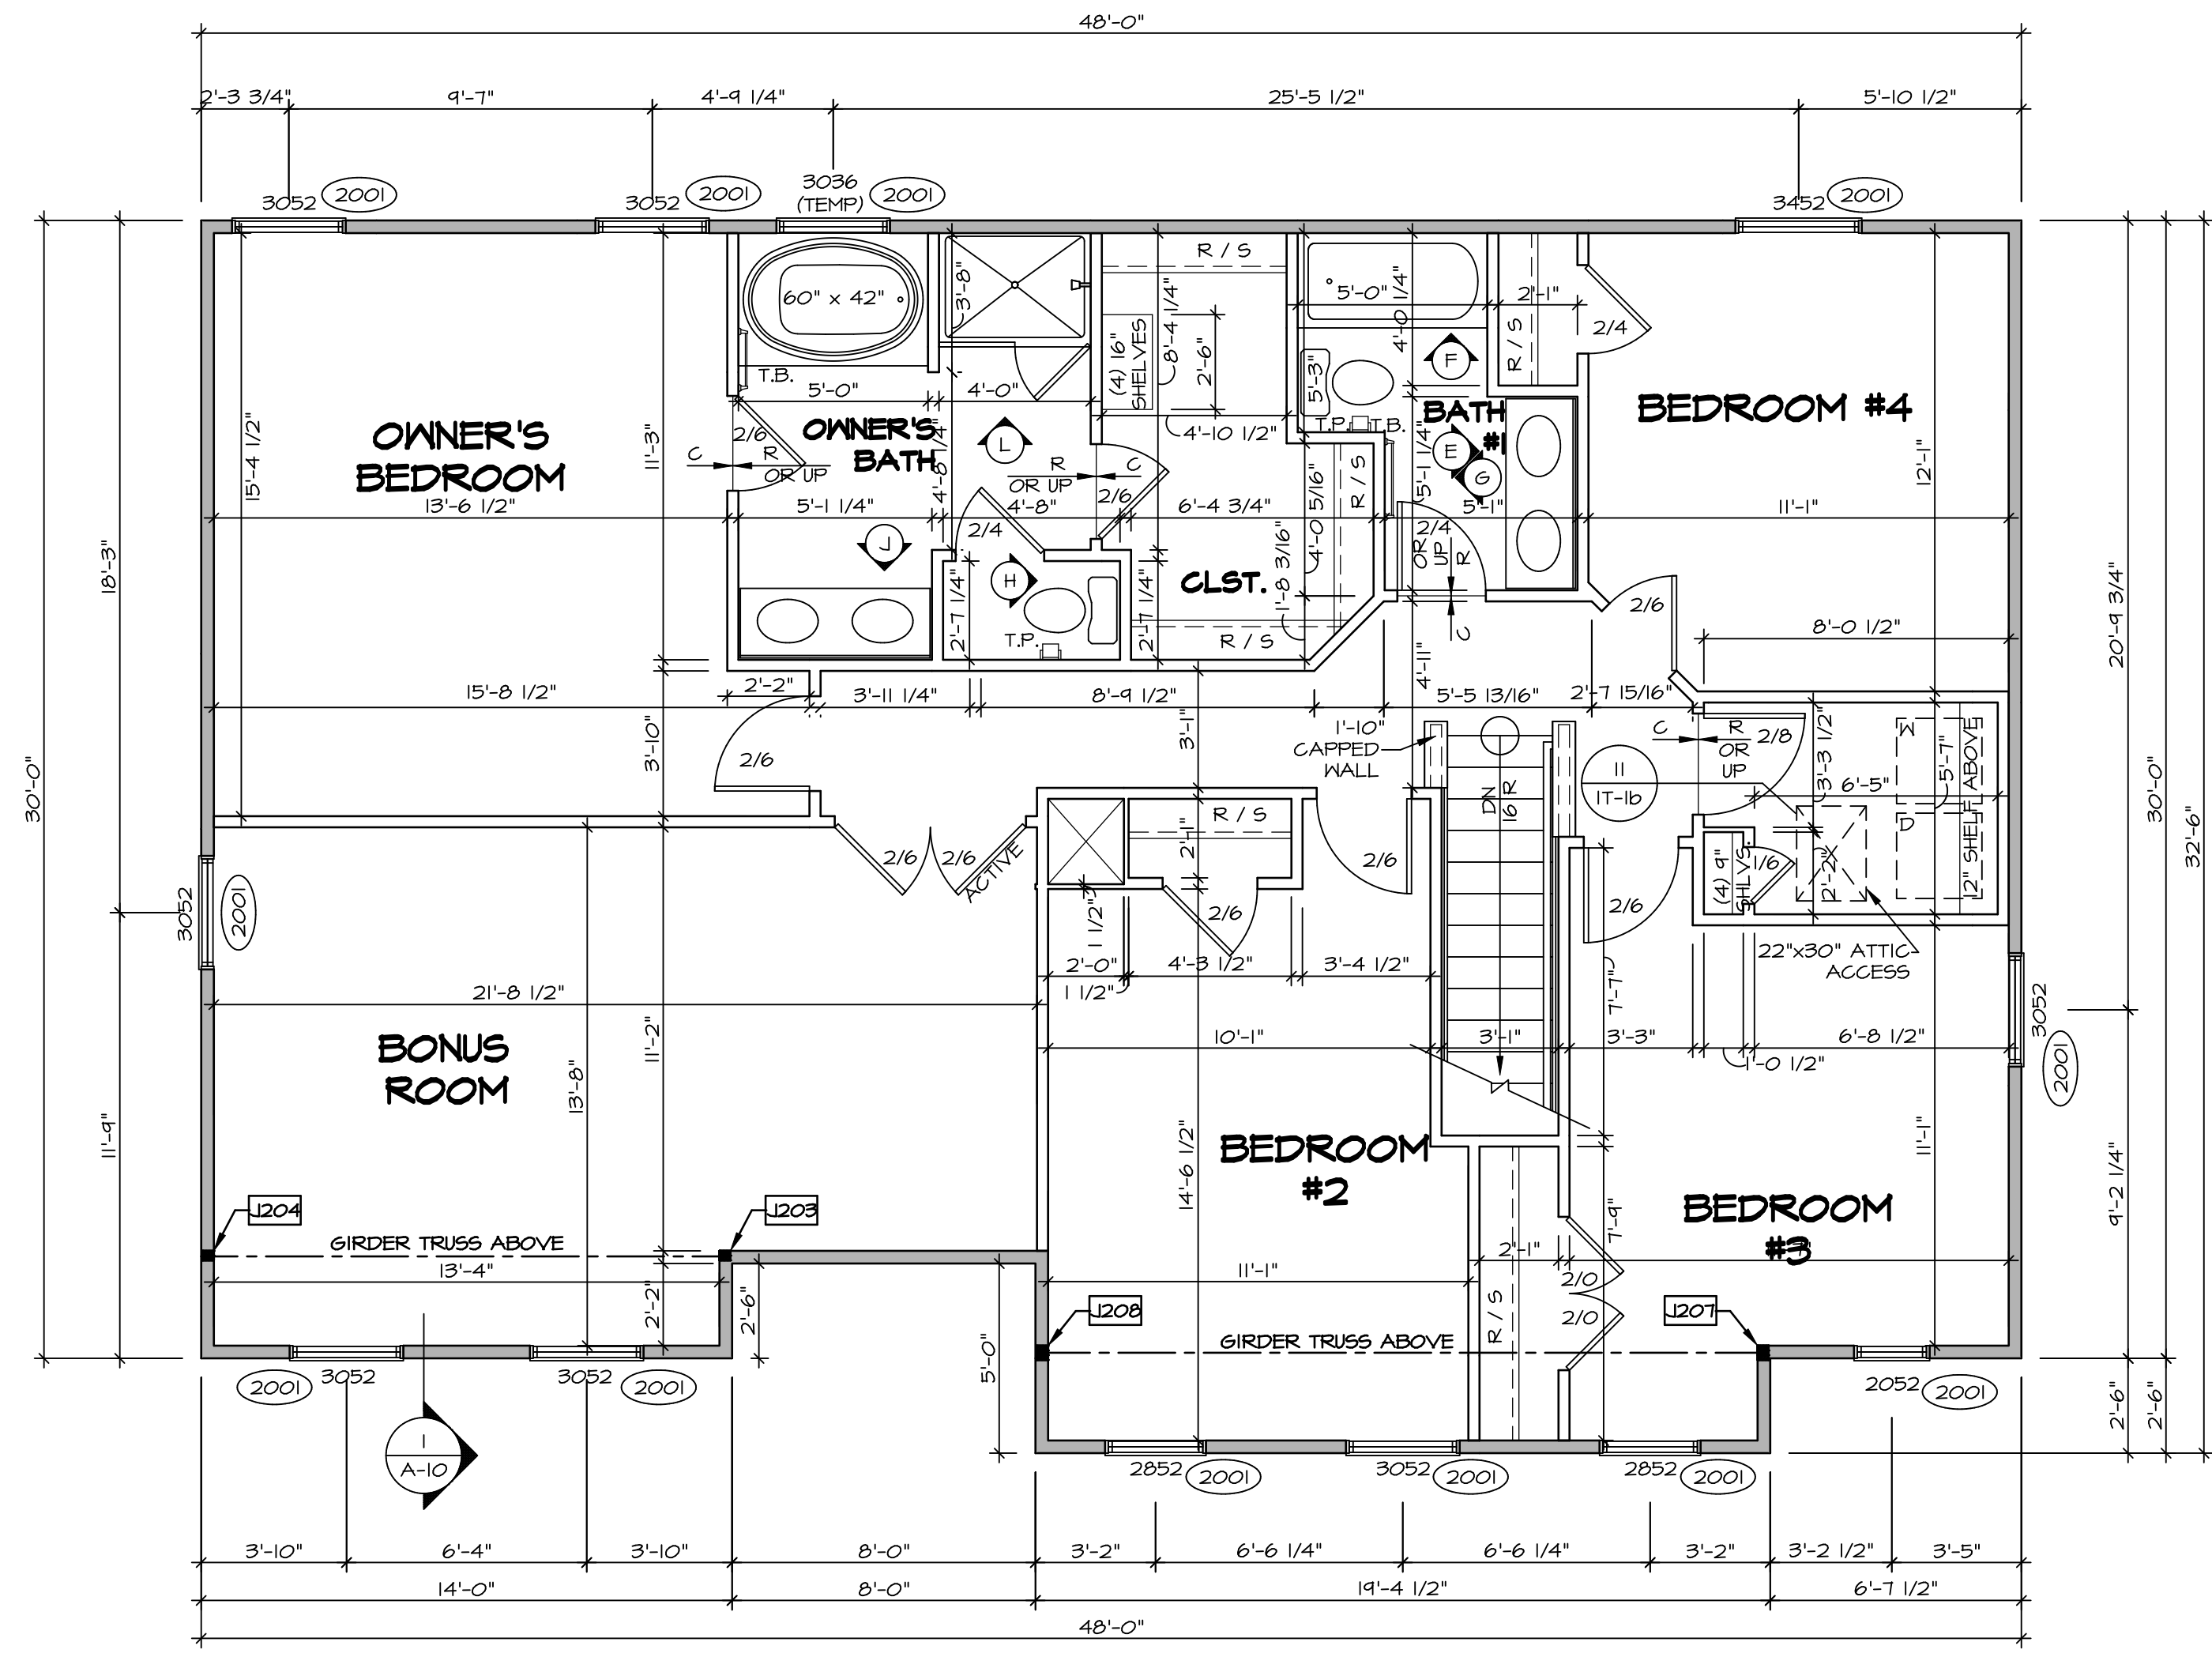 48'-0"
2'-3 3/4"
9'-7"
4'-9 1/4"
25'-5 1/2"
5'-10 1/2"
3052
2001
3052
2001
3036
(TEMP)
2001
3452
2001
60" x 42"
3'-8"
R / S
(4) 16"
SHELVES
8'-4 1/4"
2'-6"
5'-0"
4'-0 1/4"
2'-1"
R / S
2/4
F
T.B.
5'-0"
4'-0"
5'-3"
T.P.
T.B.
4'-10 1/2"
15'-4 1/2"
OWNER'S
BEDROOM
11'-3"
2/6
C
R
OR UP
OWNER'S
BATH
4'-8 1/4"
L
R
OR UP
C
2/6
BATH
#1
E
G
5'-1 1/4"
R / S
BEDROOM #4
12'-1"
13'-6 1/2"
5'-1 1/4"
4'-8"
6'-4 3/4"
5'-1"
11'-1"
18'-3"
J
2/4
H
CLST.
1'-8 3/16"
4'-0 5/16"
2/4
OR
UP
R
C
2'-7 1/4"
T.P.
2'-7 1/4"
R / S
2/6
8'-0 1/2"
20'-9 3/4"
4'-11"
15'-8 1/2"
2'-2"
3'-11 1/4"
8'-9 1/2"
5'-5 13/16"
2'-7 15/16"
30'-0"
3'-10"
2/6
3'-1"
1'-10"
CAPPED
WALL
DN
16 R
11
1T-1b
C
R
OR
UP
2/8
3'-3 1/2"
W
D
5'-7"
12" SHELF ABOVE
6'-5"
30'-0"
32'-6"
2/6
2/6
ACTIVE
R / S
2'-1"
2/6
2/6
1 1/2"
2/6
(4) 9"
SHLVS.
1/6
2'-2"
22"x30" ATTIC
ACCESS
3052
2001
2'-0"
1 1/2"
4'-3 1/2"
3'-4 1/2"
7'-7"
21'-8 1/2"
BONUS
ROOM
11'-2"
13'-8"
10'-1"
3'-1"
3'-3"
1'-0 1/2"
6'-8 1/2"
3052
2001
11'-9"
14'-6 1/2"
BEDROOM
#2
11'-1"
9'-2 1/4"
J204
J203
GIRDER TRUSS ABOVE
13'-4"
2'-2"
2'-6"
11'-1"
BEDROOM
#3
7'-9"
2'-1"
2/0
2/0
R / S
J208
J207
GIRDER TRUSS ABOVE
5'-0"
2001
3052
3052
2001
2052
2001
2'-6"
2'-6"
1
A-10
2852
2001
3052
2001
2852
2001
3'-10"
6'-4"
3'-10"
8'-0"
3'-2"
6'-6 1/4"
6'-6 1/4"
3'-2"
3'-2 1/2"
3'-5"
14'-0"
8'-0"
19'-4 1/2"
6'-7 1/2"
48'-0"